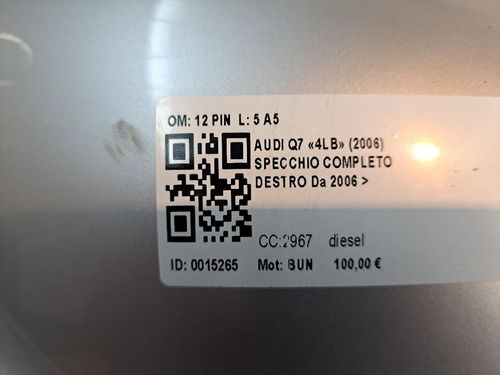 OM: 12 PIN L: 5 A5
AUDI Q7 «4LB» (2006)
SPECCHIO COMPLETO
DESTRO Da 2006 >
CC:2967 diesel
ID: 0015265 Mot: BUN 100,00 €